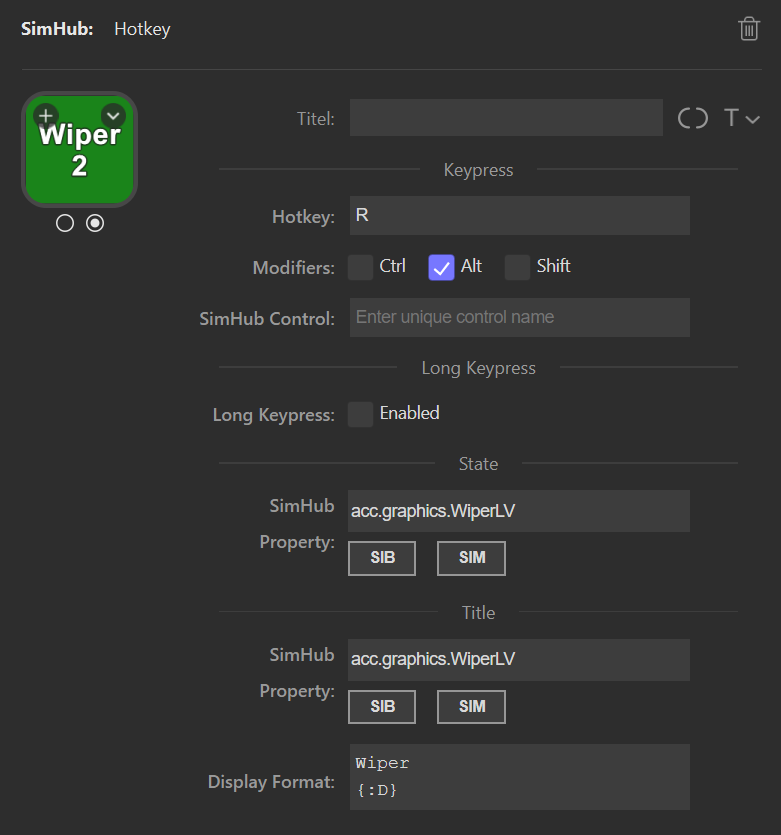 SimHub: Hotkey
Wiper
2
Titel:
T
Keypress
Hotkey: R
Modifiers: Ctrl Alt Shift
SimHub Control: Enter unique control name
Long Keypress
Long Keypress: Enabled
State
SimHub
Property:
acc.graphics.WiperLV
SIB SIM
Title
SimHub
Property:
acc.graphics.WiperLV
SIB SIM
Display Format:
Wiper
{:D}